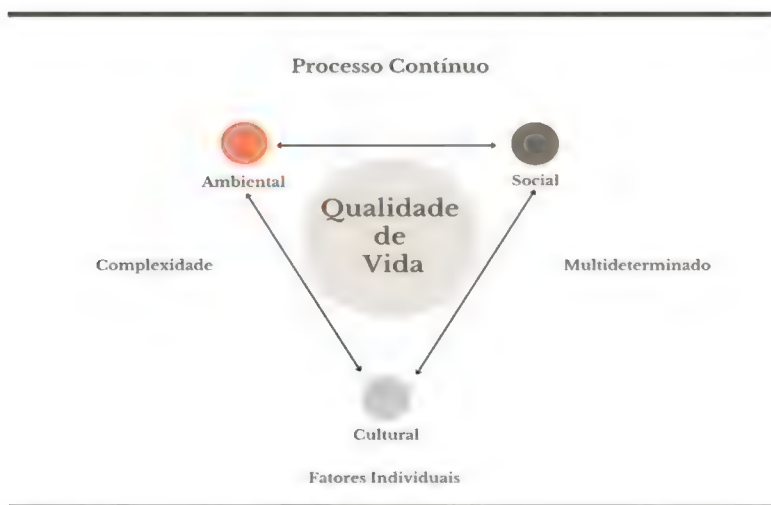 Processo Contínuo
Ambiental
Social
Qualidade
de
Vida
Complexidade
Multideterminado
Cultural
Fatores Individuais